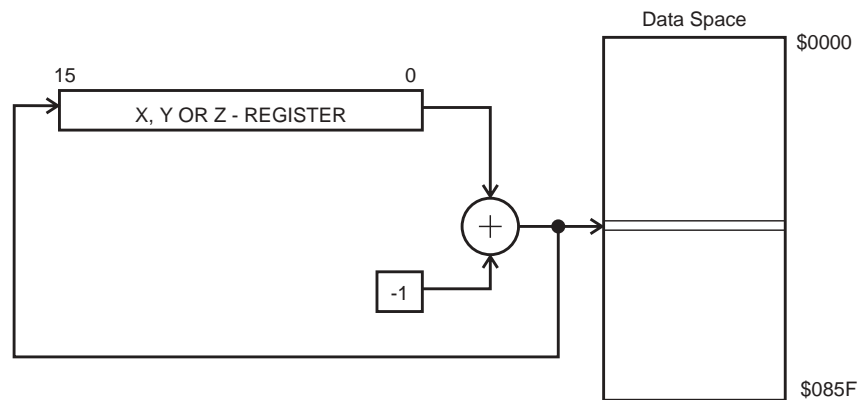 Data Space
$0000
15 0
X, Y OR Z - REGISTER
+
-1
$085F